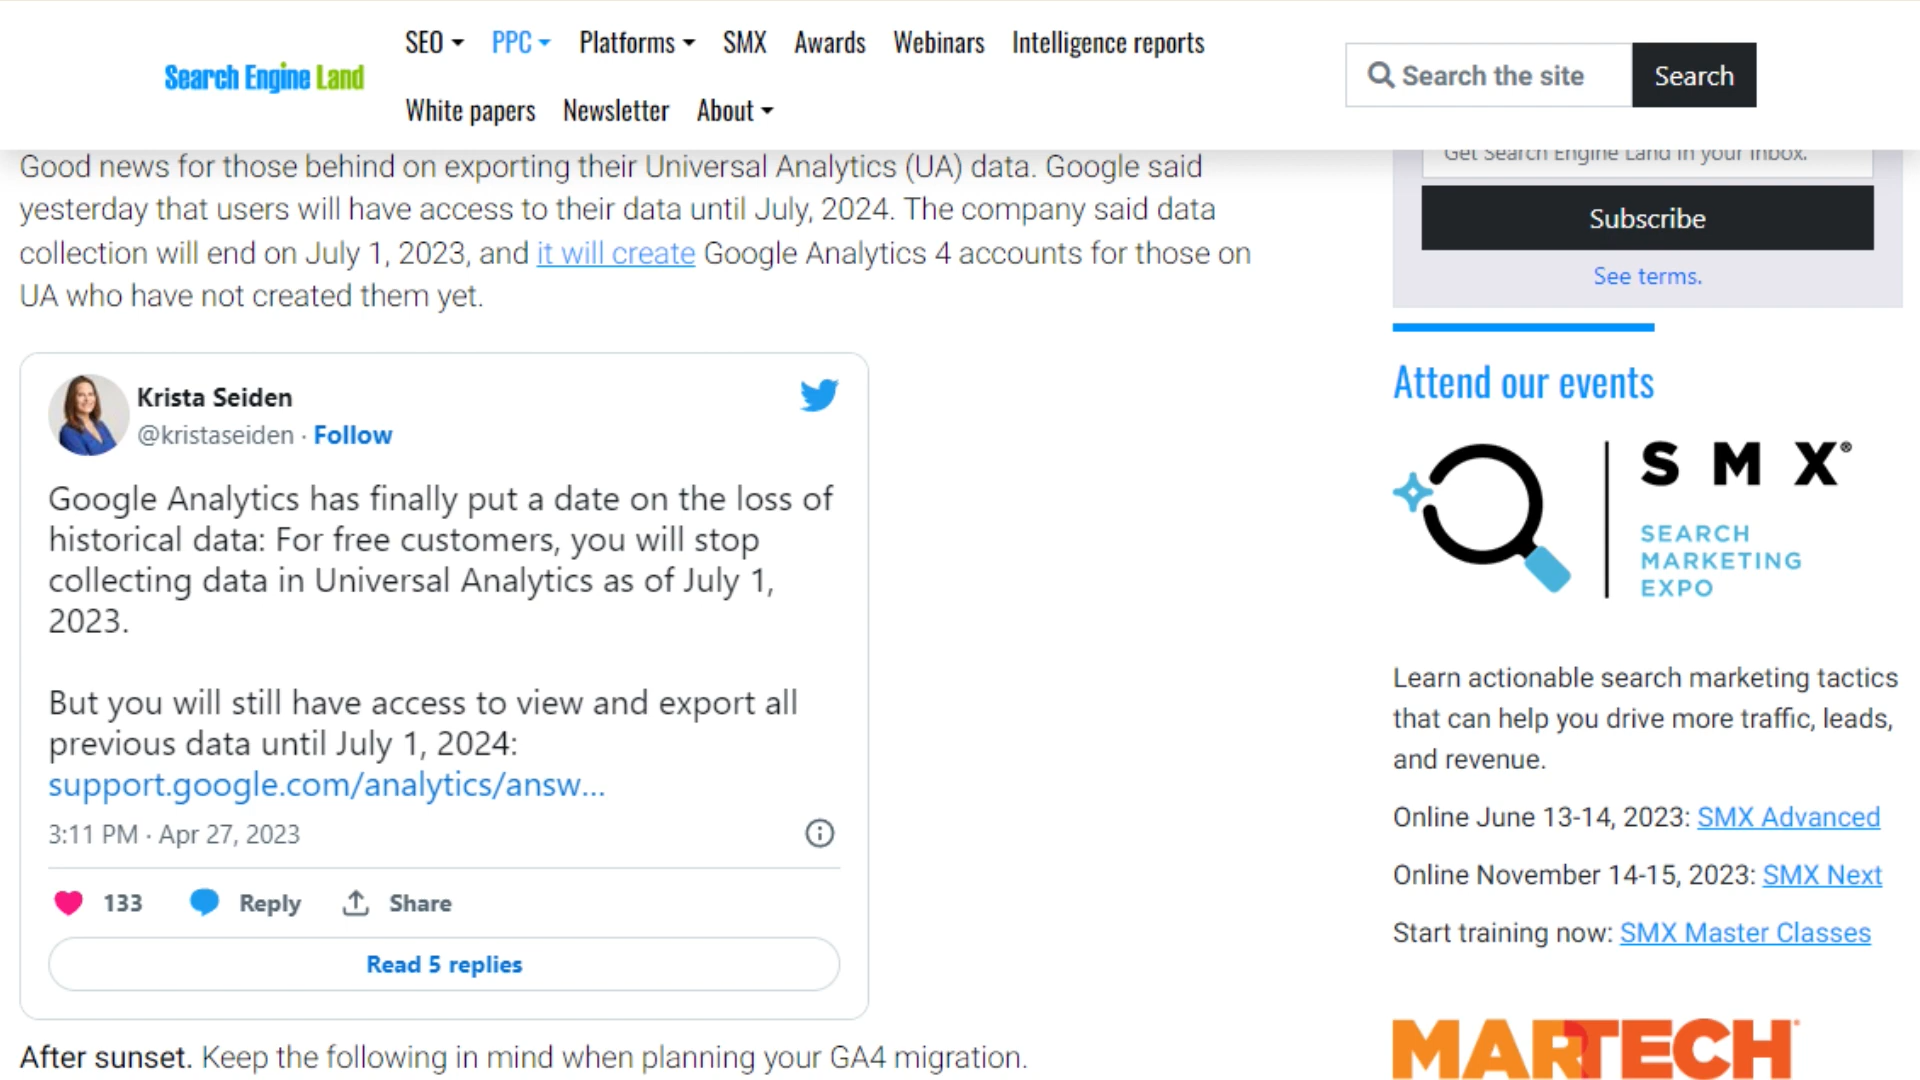 SEO PPC Platforms SMX Awards Webinars Intelligence reports
Search Engine Land
Search the site Search
White papers Newsletter About
Good news for those behind on exporting their Universal Analytics (UA) data. Google said
yesterday that users will have access to their data until July, 2024. The company said data
collection will end on July 1, 2023, and it will create Google Analytics 4 accounts for those on
UA who have not created them yet.
Krista Seiden
@kristaseiden · Follow
Google Analytics has finally put a date on the loss of
historical data: For free customers, you will stop
collecting data in Universal Analytics as of July 1,
2023.
But you will still have access to view and export all
previous data until July 1, 2024:
support.google.com/analytics/answ...
3:11 PM · Apr 27, 2023
133 Reply Share
Read 5 replies
After sunset. Keep the following in mind when planning your GA4 migration.
Get Search Engine Land in your inbox.
Subscribe
See terms.
Attend our events
SMX®
SEARCH
MARKETING
EXPO
Learn actionable search marketing tactics
that can help you drive more traffic, leads,
and revenue.
Online June 13-14, 2023: SMX Advanced
Online November 14-15, 2023: SMX Next
Start training now: SMX Master Classes
MARTECH